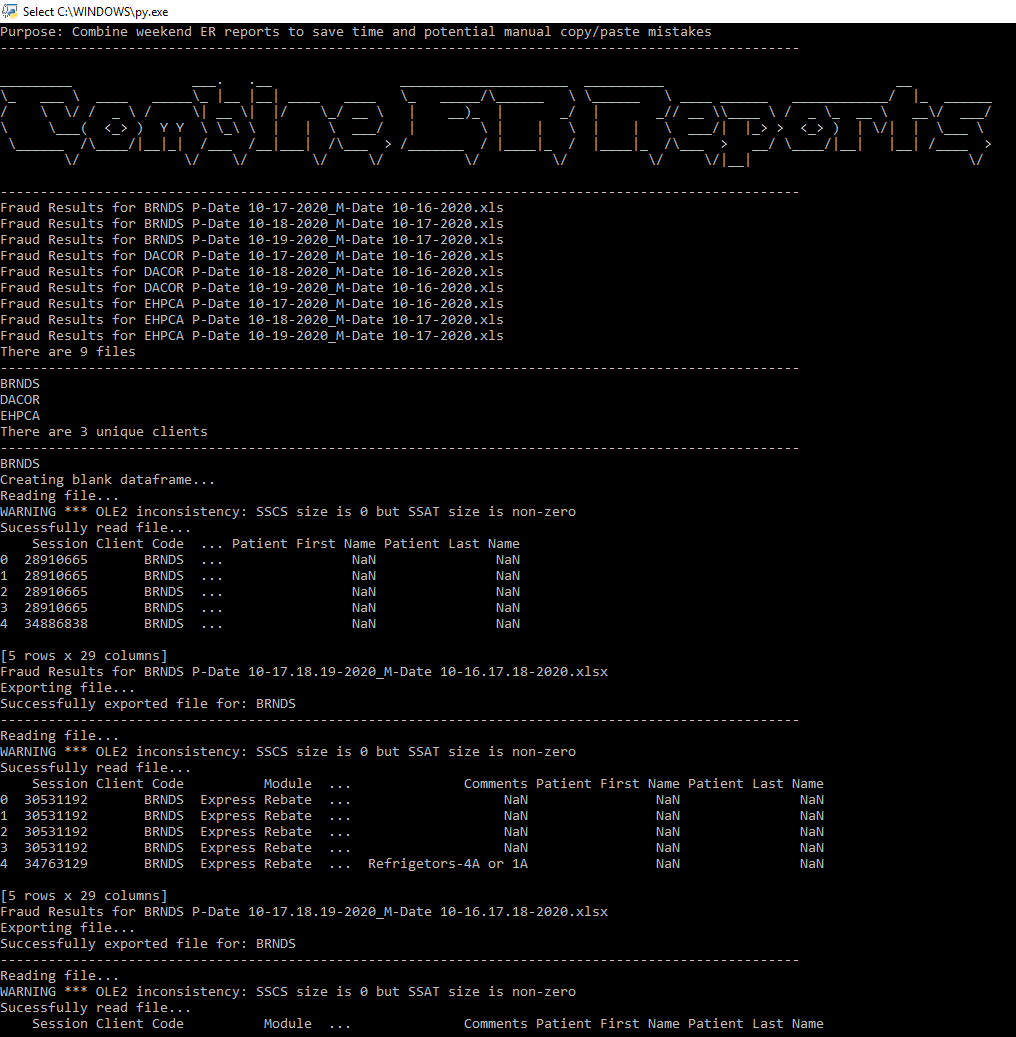 Select C:\WINDOWS\py.exe
Purpose: Combine weekend ER reports to save time and potential manual copy/paste mistakes
----------------------------------------------------------------------------------------------------
Combine ER Reports
----------------------------------------------------------------------------------------------------
Fraud Results for BRNDS P-Date 10-17-2020_M-Date 10-16-2020.xls
Fraud Results for BRNDS P-Date 10-18-2020_M-Date 10-17-2020.xls
Fraud Results for BRNDS P-Date 10-19-2020_M-Date 10-17-2020.xls
Fraud Results for DACOR P-Date 10-17-2020_M-Date 10-16-2020.xls
Fraud Results for DACOR P-Date 10-18-2020_M-Date 10-16-2020.xls
Fraud Results for DACOR P-Date 10-19-2020_M-Date 10-16-2020.xls
Fraud Results for EHPCA P-Date 10-17-2020_M-Date 10-16-2020.xls
Fraud Results for EHPCA P-Date 10-18-2020_M-Date 10-17-2020.xls
Fraud Results for EHPCA P-Date 10-19-2020_M-Date 10-17-2020.xls
There are 9 files
----------------------------------------------------------------------------------------------------
BRNDS
DACOR
EHPCA
There are 3 unique clients
----------------------------------------------------------------------------------------------------
BRNDS
Creating blank dataframe...
Reading file...
WARNING *** OLE2 inconsistency: SSCS size is 0 but SSAT size is non-zero
Sucessfully read file...
    Session Client Code  ... Patient First Name Patient Last Name
0  28910665       BRNDS  ...                NaN               NaN
1  28910665       BRNDS  ...                NaN               NaN
2  28910665       BRNDS  ...                NaN               NaN
3  28910665       BRNDS  ...                NaN               NaN
4  34886838       BRNDS  ...                NaN               NaN
[5 rows x 29 columns]
Fraud Results for BRNDS P-Date 10-17.18.19-2020_M-Date 10-16.17.18-2020.xlsx
Exporting file...
Successfully exported file for: BRNDS
----------------------------------------------------------------------------------------------------
Reading file...
WARNING *** OLE2 inconsistency: SSCS size is 0 but SSAT size is non-zero
Sucessfully read file...
    Session Client Code          Module  ...              Comments Patient First Name Patient Last Name
0  30531192       BRNDS  Express Rebate  ...                   NaN                NaN               NaN
1  30531192       BRNDS  Express Rebate  ...                   NaN                NaN               NaN
2  30531192       BRNDS  Express Rebate  ...                   NaN                NaN               NaN
3  30531192       BRNDS  Express Rebate  ...                   NaN                NaN               NaN
4  34763129       BRNDS  Express Rebate  ...  Refrigetors-4A or 1A                NaN               NaN
[5 rows x 29 columns]
Fraud Results for BRNDS P-Date 10-17.18.19-2020_M-Date 10-16.17.18-2020.xlsx
Exporting file...
Successfully exported file for: BRNDS
----------------------------------------------------------------------------------------------------
Reading file...
WARNING *** OLE2 inconsistency: SSCS size is 0 but SSAT size is non-zero
Sucessfully read file...
    Session Client Code          Module  ...              Comments Patient First Name Patient Last Name